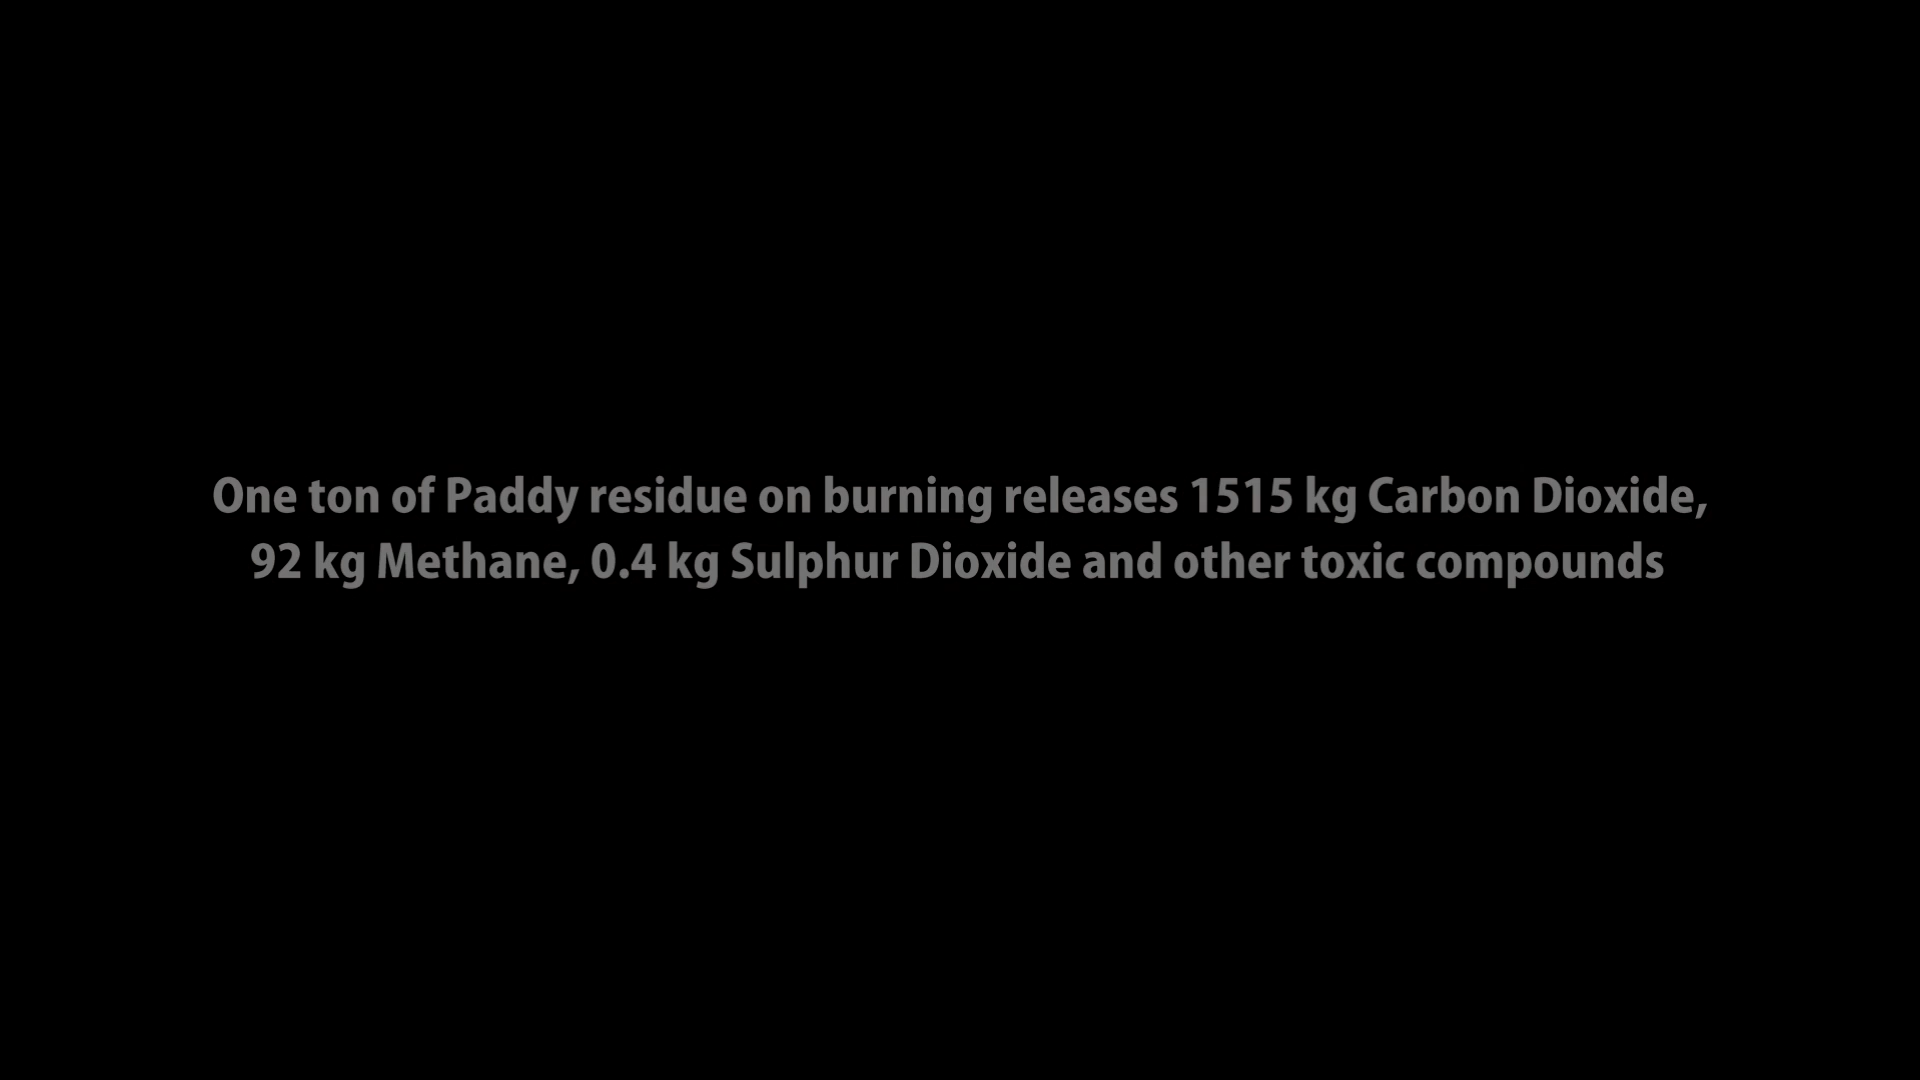 One ton of Paddy residue on burning releases 1515 kg Carbon Dioxide,
92 kg Methane, 0.4 kg Sulphur Dioxide and other toxic compounds